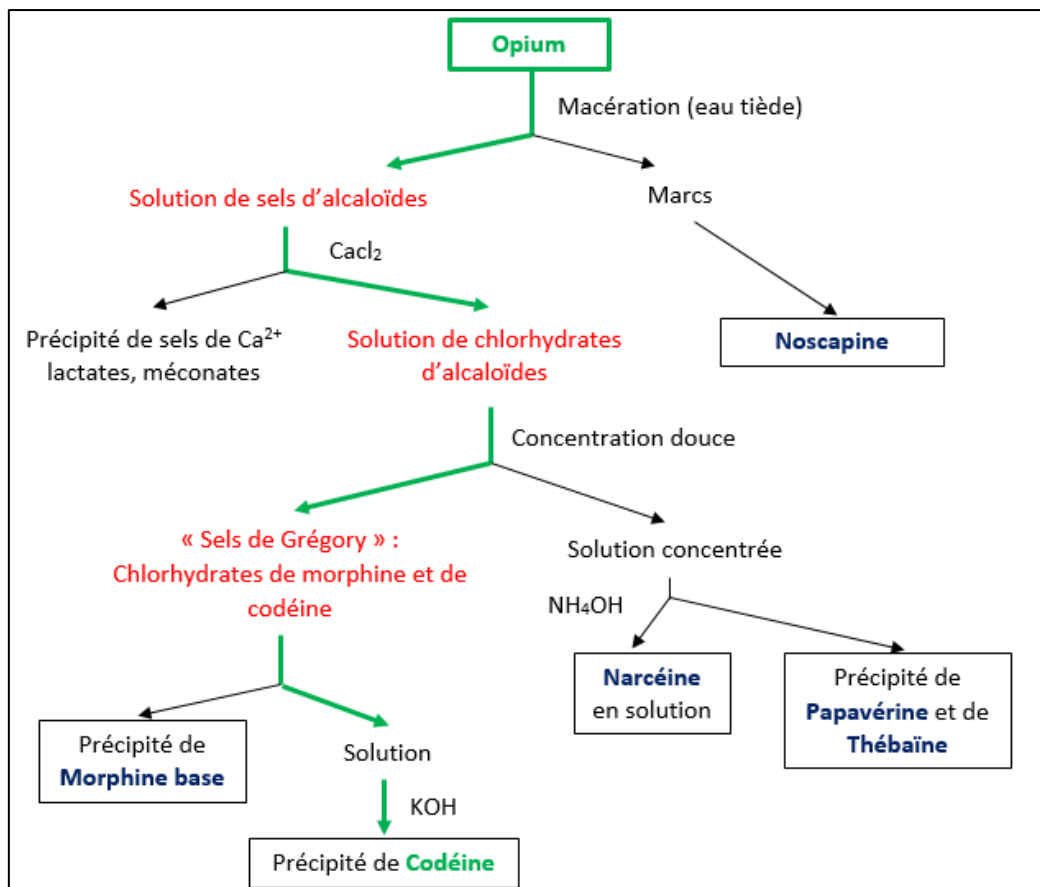 Opium
Macération (eau tiède)
Solution de sels d’alcaloïdes
Marcs
Cacl₂
Précipité de sels de Ca²⁺
lactates, méconates
Solution de chlorhydrates
d’alcaloïdes
Noscapine
Concentration douce
« Sels de Grégory » :
Chlorhydrates de morphine et de
codéine
Solution concentrée
NH₄OH
Narcéine
en solution
Précipité de
Papavérine et de
Thébaïne
Précipité de
Morphine base
Solution
KOH
Précipité de Codéine